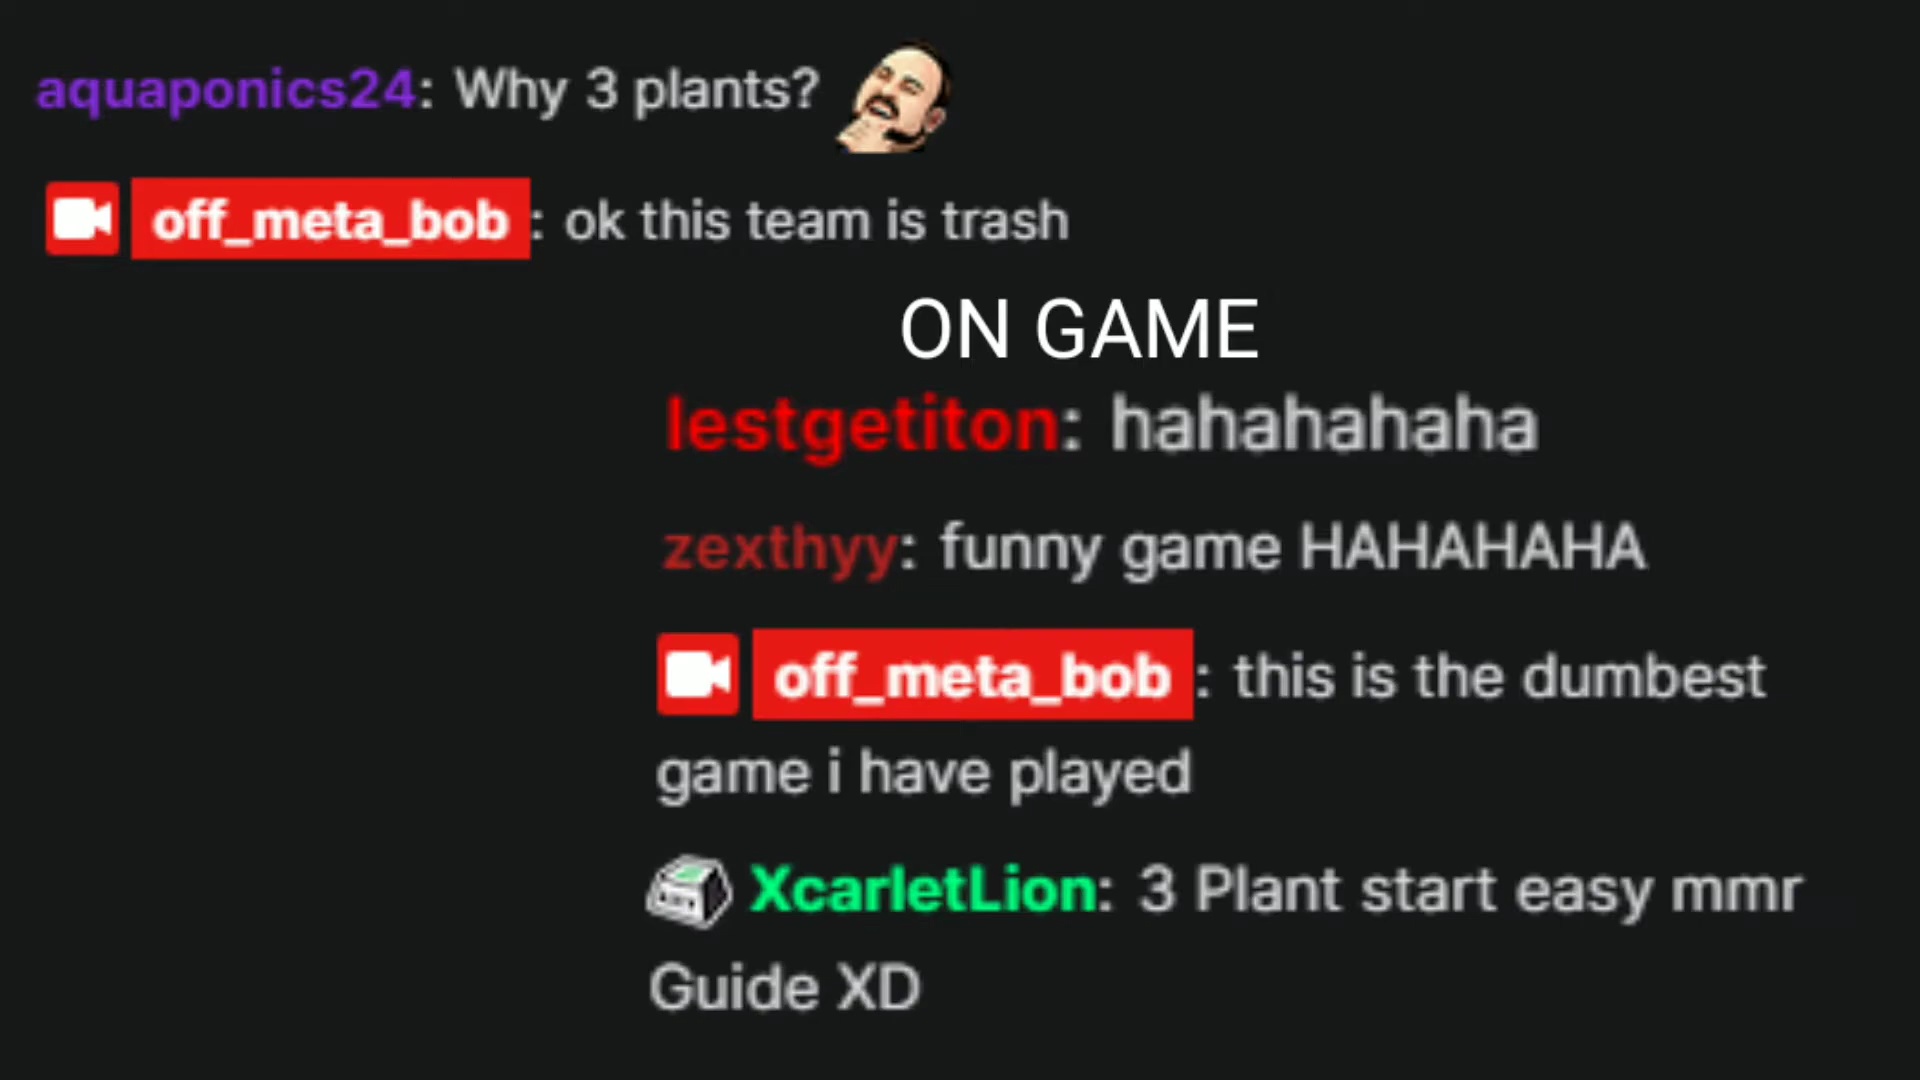 aquaponics24: Why 3 plants?
off_meta_bob: ok this team is trash
ON GAME
lestgetiton: hahahahaha
zexthyy: funny game HAHAHAHA
off_meta_bob: this is the dumbest
game i have played
XcarletLion: 3 Plant start easy mmr
Guide XD